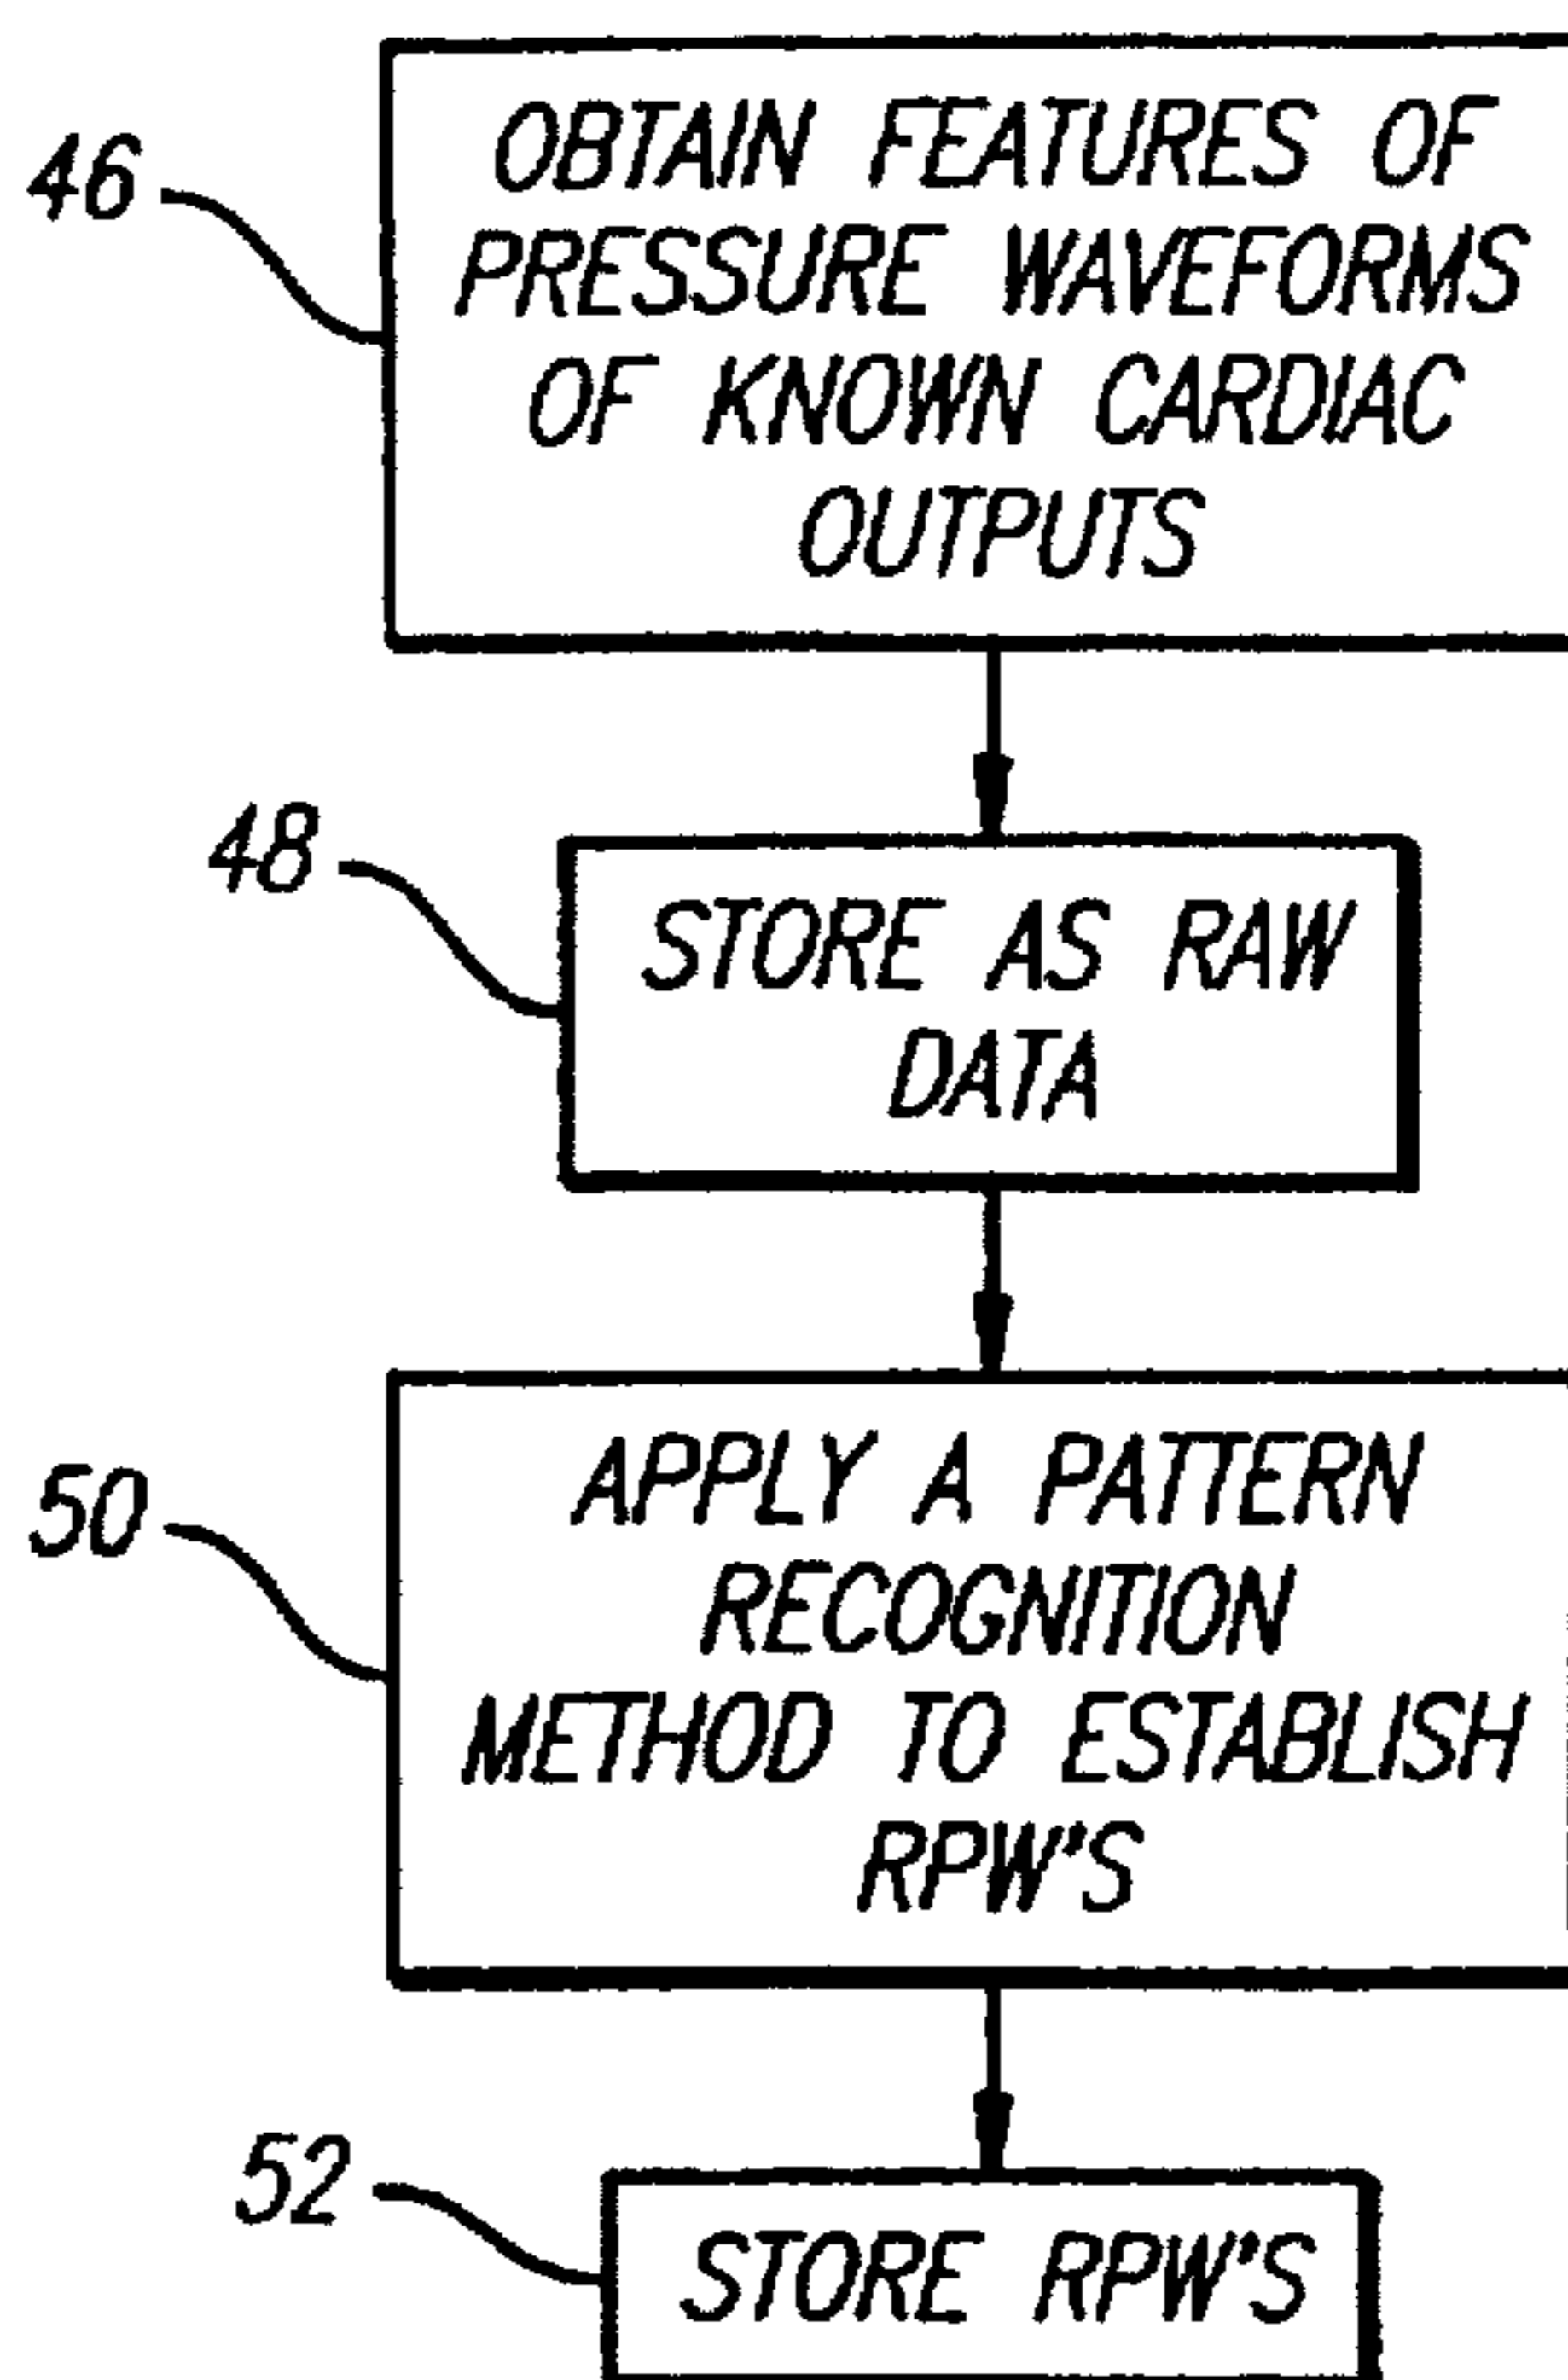 46
OBTAIN FEATURES OF
PRESSURE WAVEFORMS
OF KNOWN CARDIAC
OUTPUTS
48
STORE AS RAW
DATA
50
APPLY A PATTERN
RECOGNITION
METHOD TO ESTABLISH
RPW'S
52
STORE RPW'S